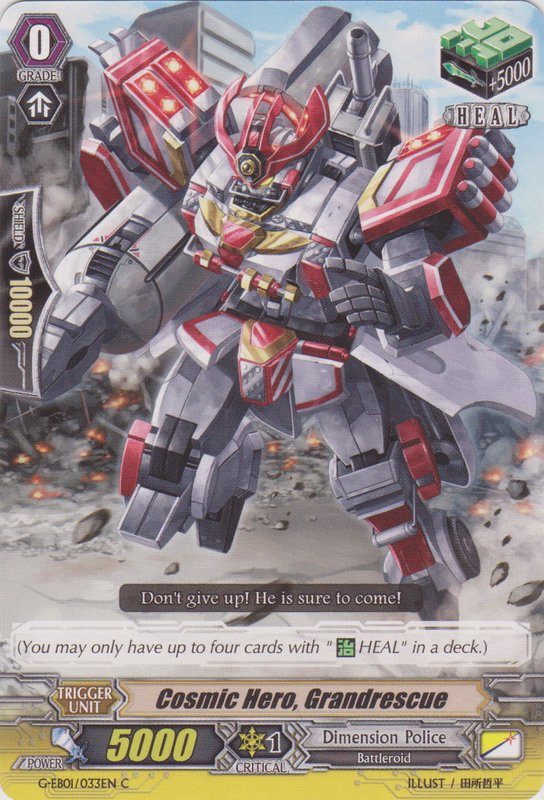 0
GRADE
治
+5000
HEAL
SHIELD
10000
Don't give up! He is sure to come!
(You may only have up to four cards with " 治 HEAL" in a deck.)
TRIGGER
UNIT
Cosmic Hero, Grandrescue
POWER
5000
1
CRITICAL
Dimension Police
Battleroid
G-EB01/033EN C
ILLUST / 田所哲平